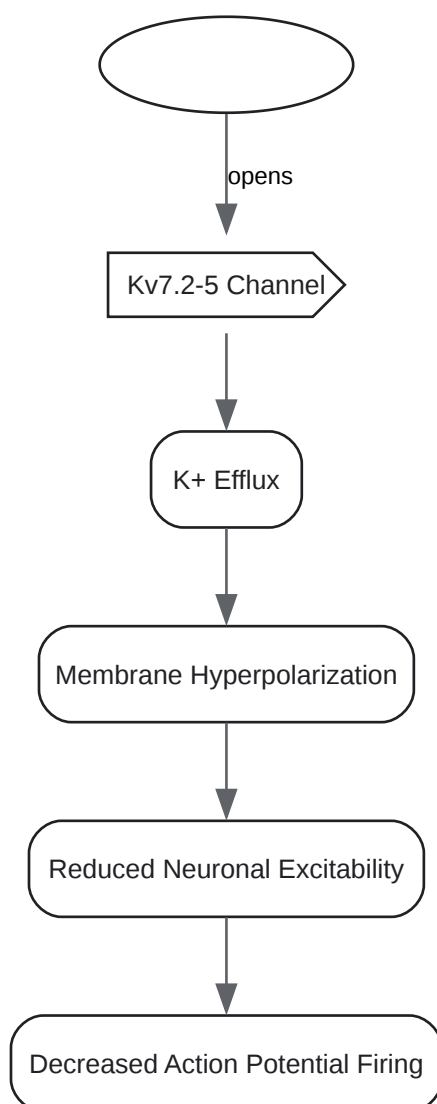 opens
Kv7.2-5 Channel
K+ Efflux
Membrane Hyperpolarization
Reduced Neuronal Excitability
Decreased Action Potential Firing